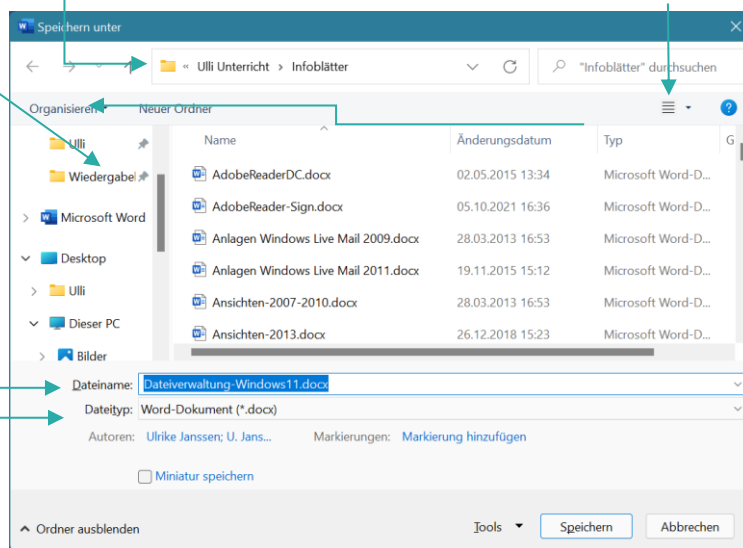 Speichern unter
« Ulli Unterricht › Infoblätter
"Infoblätter" durchsuchen
Organisieren
Neuer Ordner
Ulli
Wiedergabel
Microsoft Word
Desktop
Ulli
Dieser PC
Bilder
Name Änderungsdatum Typ G
AdobeReaderDC.docx 02.05.2015 13:34 Microsoft Word-D...
AdobeReader-Sign.docx 05.10.2021 16:36 Microsoft Word-D...
Anlagen Windows Live Mail 2009.docx 28.03.2013 16:53 Microsoft Word-D...
Anlagen Windows Live Mail 2011.docx 19.11.2015 15:12 Microsoft Word-D...
Ansichten-2007-2010.docx 28.03.2013 16:53 Microsoft Word-D...
Ansichten-2013.docx 26.12.2018 15:23 Microsoft Word-D...
Dateiname: Dateiverwaltung-Windows11.docx
Dateityp: Word-Dokument (*.docx)
Autoren: Ulrike Janssen; U. Jans... Markierungen: Markierung hinzufügen
Miniatur speichern
Ordner ausblenden Tools Speichern Abbrechen